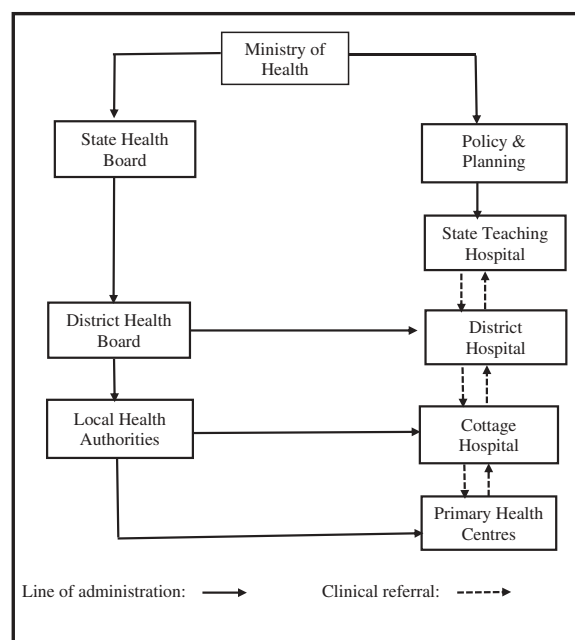 Ministry of
Health
State Health
Board
Policy &
Planning
State Teaching
Hospital
District Health
Board
District
Hospital
Local Health
Authorities
Cottage
Hospital
Primary Health
Centres
Line of administration:
Clinical referral: